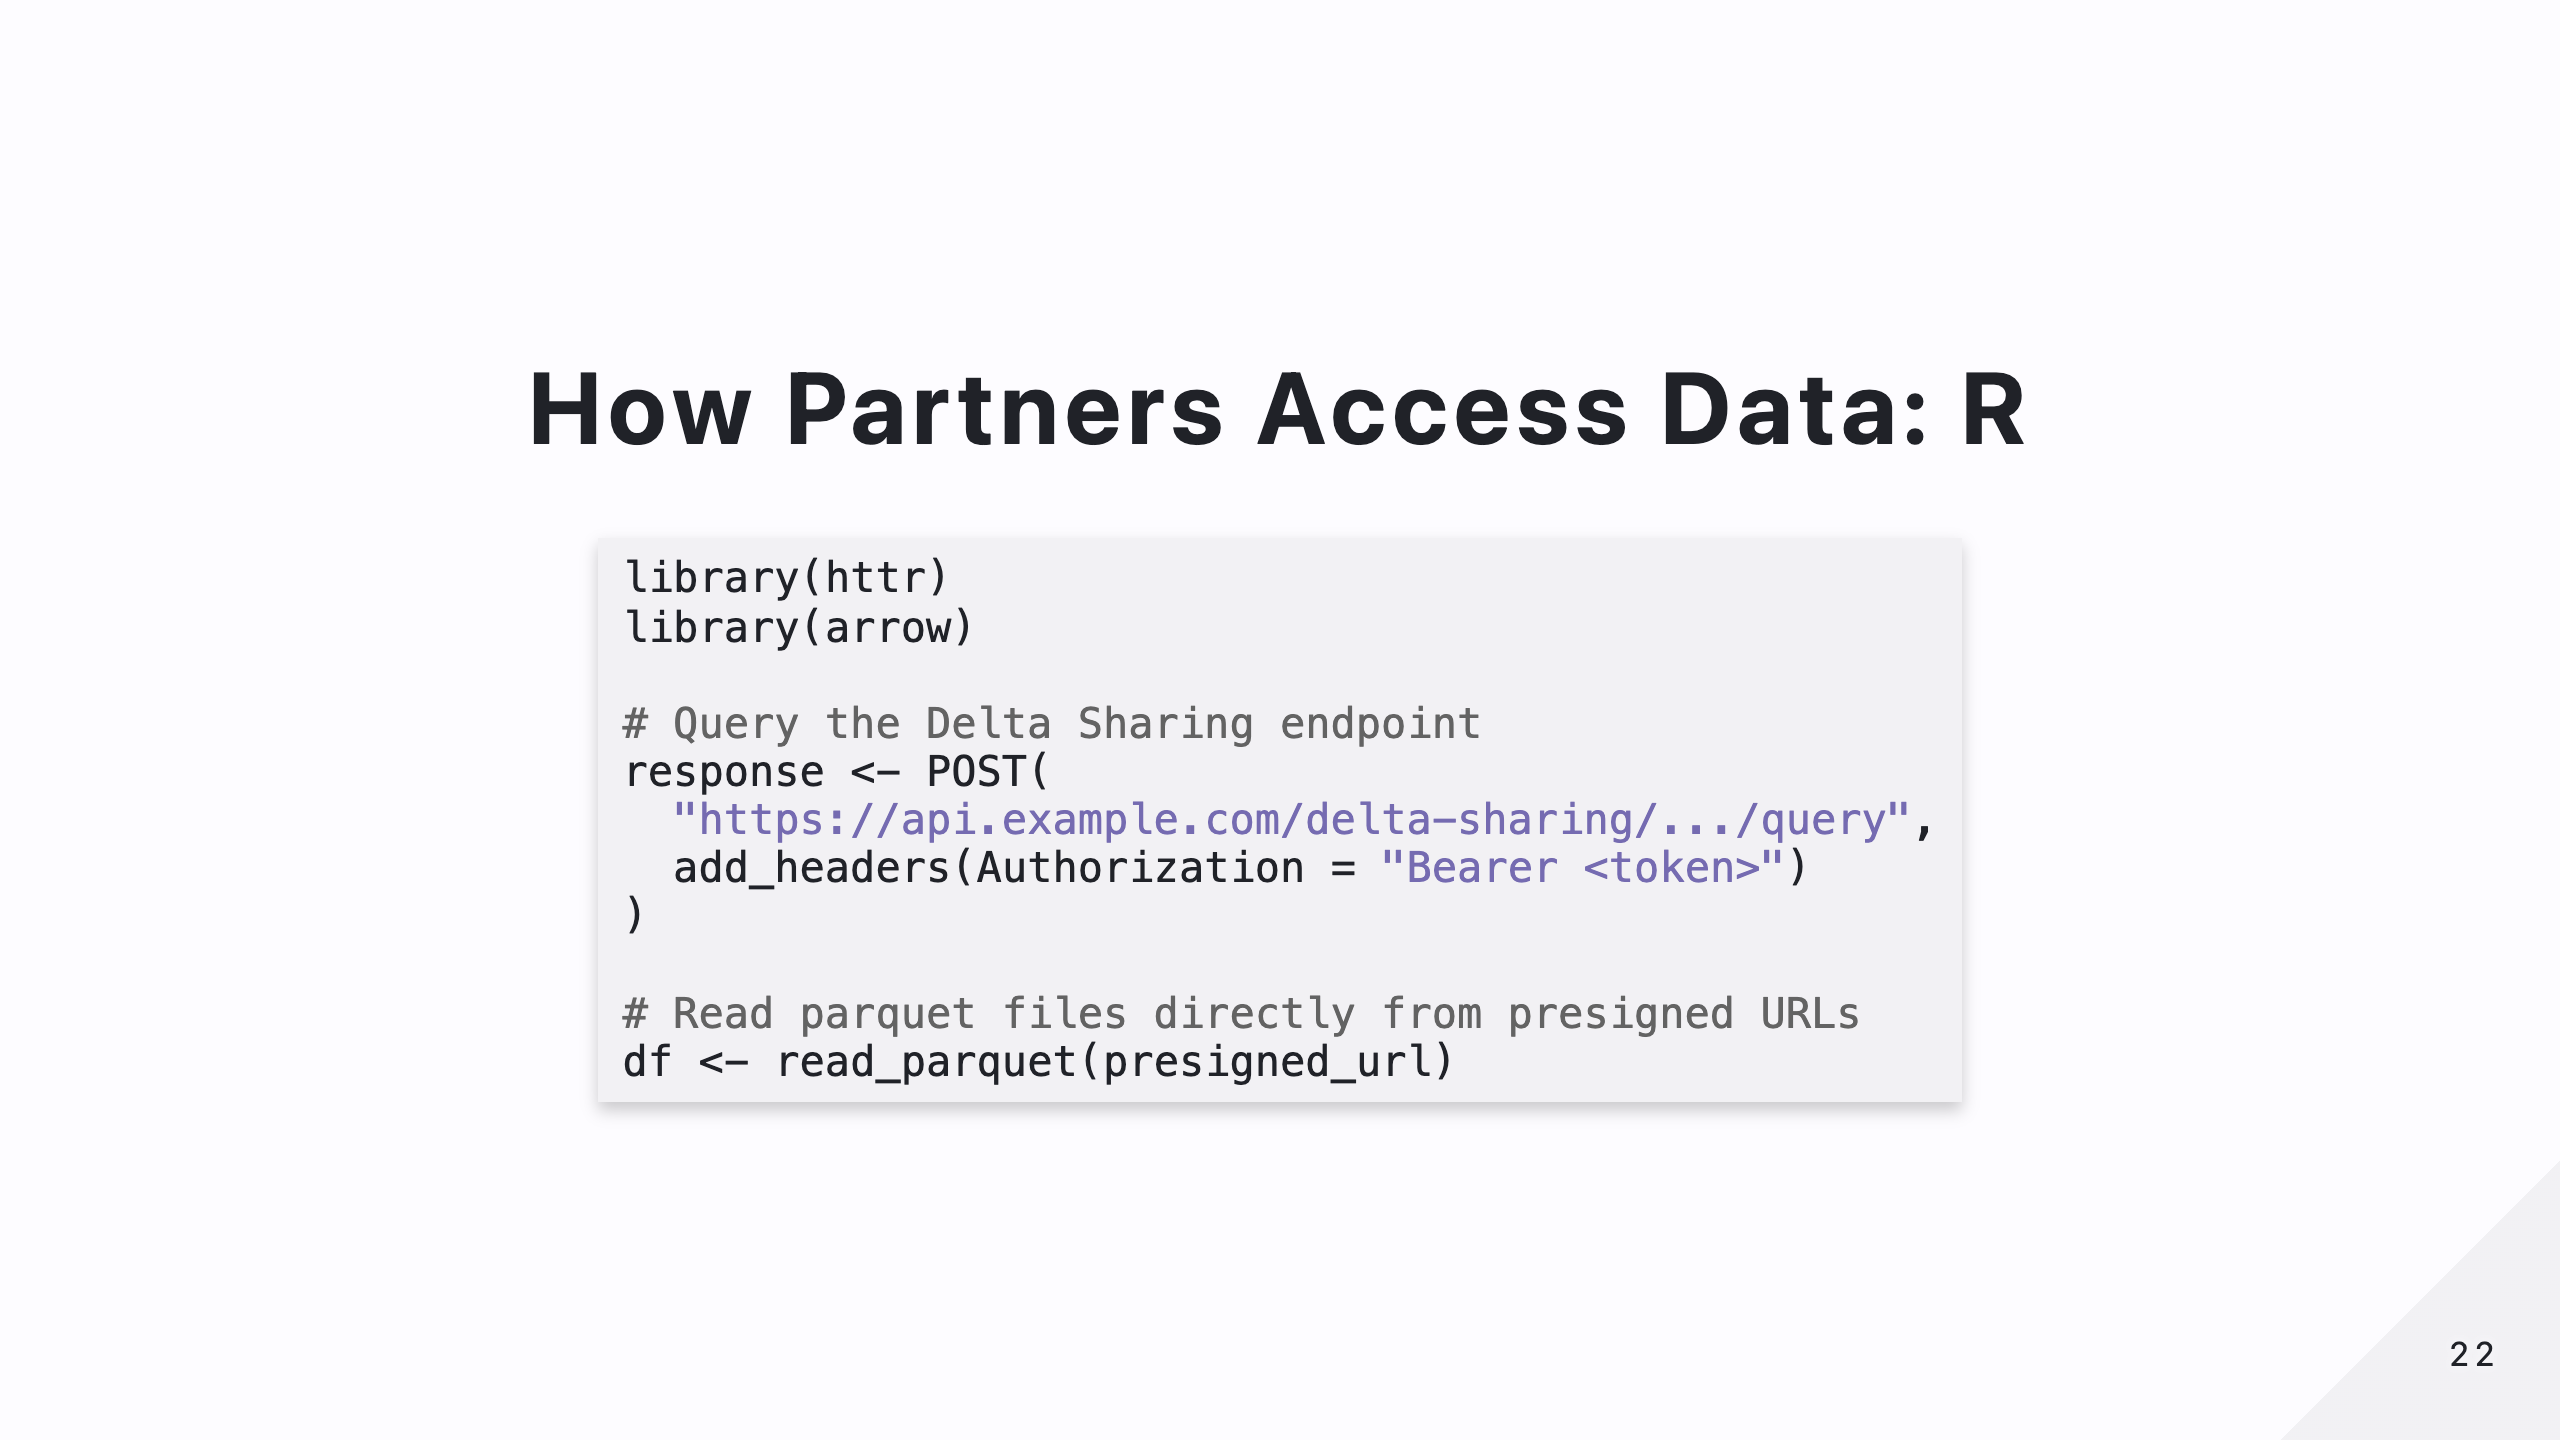 How Partners Access Data: R
library(httr)
library(arrow)
# Query the Delta Sharing endpoint
response <- POST(
  "https://api.example.com/delta-sharing/.../query",
  add_headers(Authorization = "Bearer <token>")
)
# Read parquet files directly from presigned URLs
df <- read_parquet(presigned_url)
22